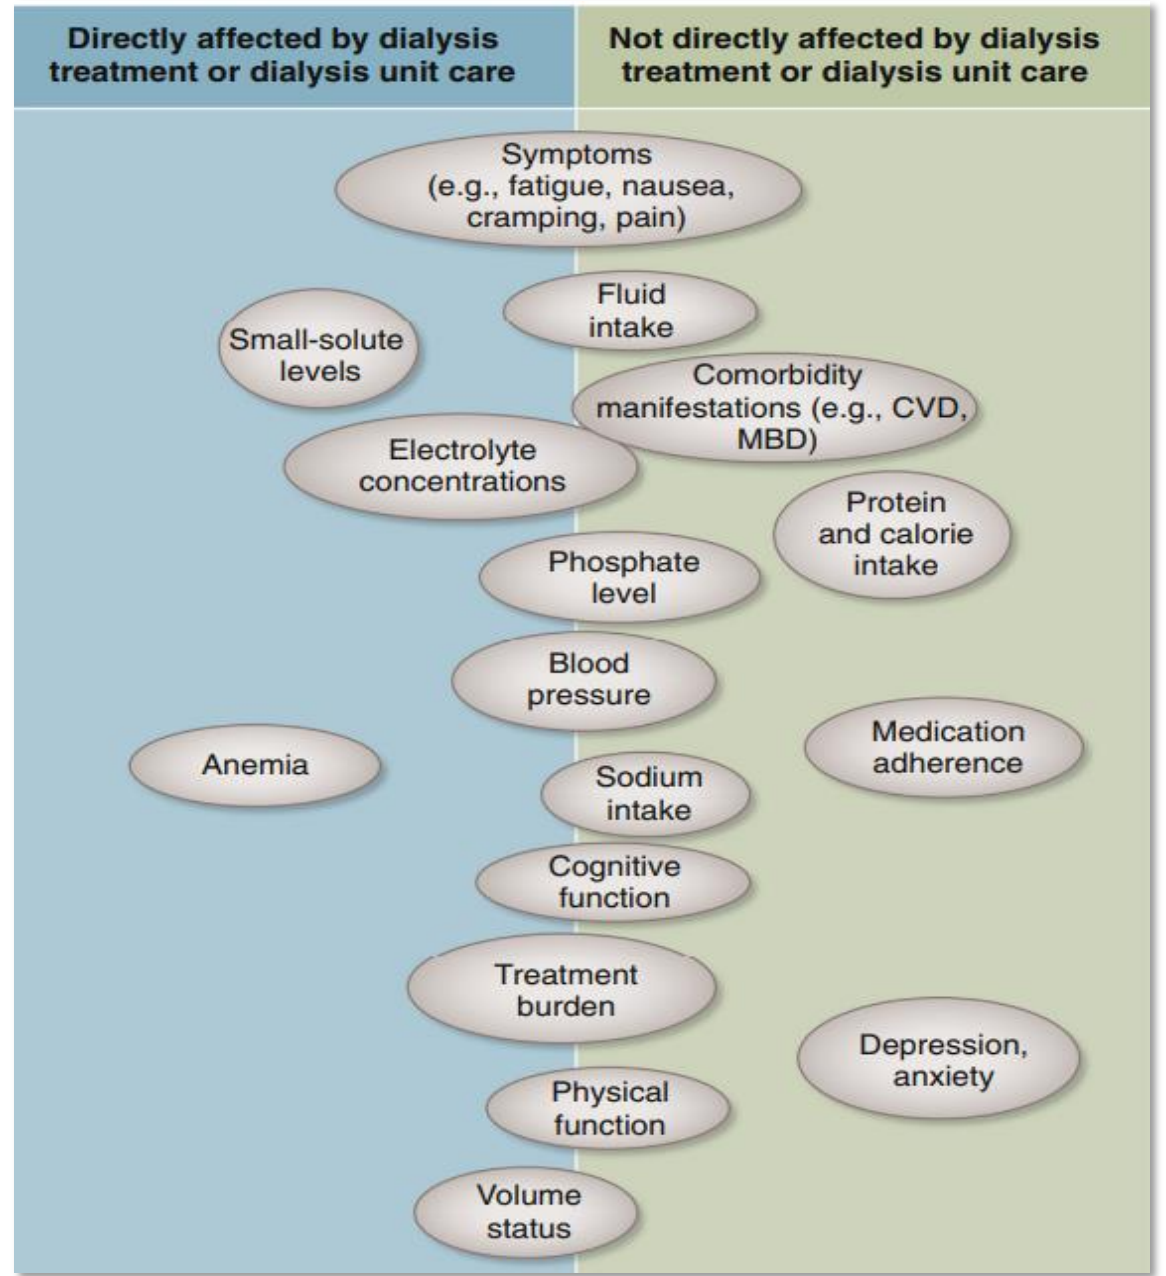 Directly affected by dialysis
treatment or dialysis unit care
Not directly affected by dialysis
treatment or dialysis unit care
Symptoms
(e.g., fatigue, nausea,
cramping, pain)
Fluid
intake
Small-solute
levels
Comorbidity
manifestations (e.g., CVD,
MBD)
Electrolyte
concentrations
Protein
and calorie
intake
Phosphate
level
Blood
pressure
Medication
adherence
Anemia
Sodium
intake
Cognitive
function
Treatment
burden
Depression,
anxiety
Physical
function
Volume
status